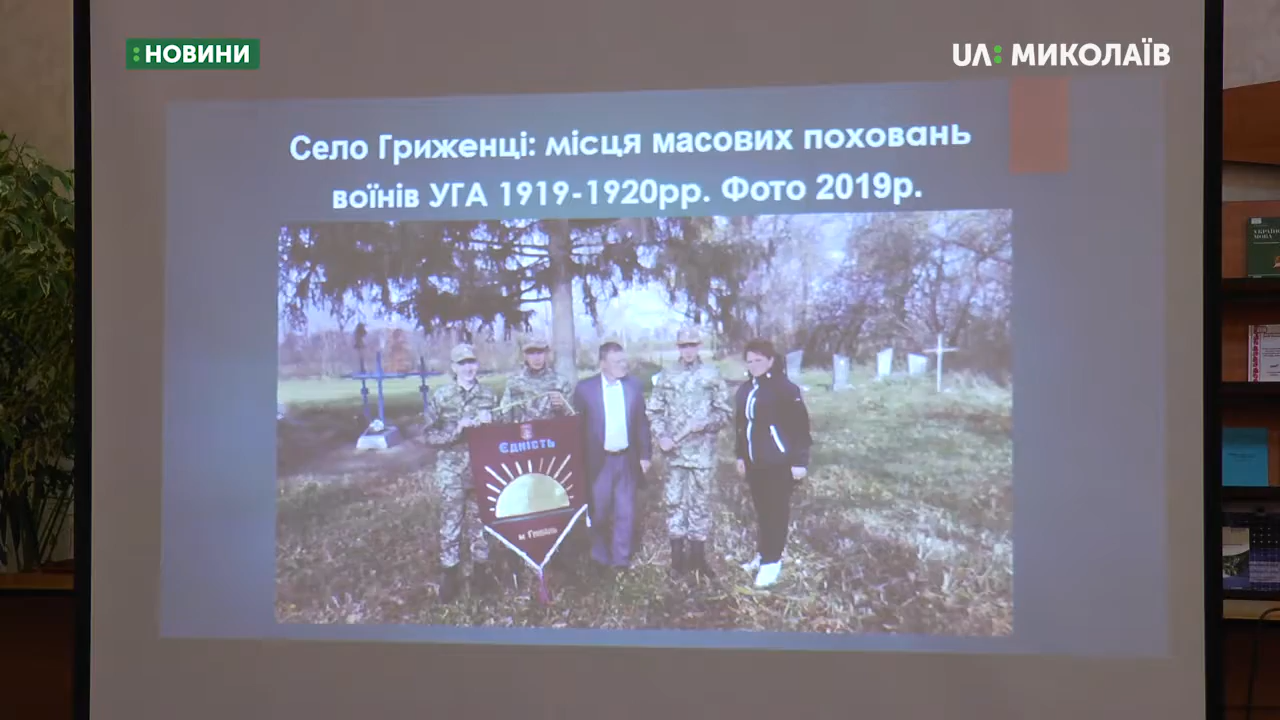 :НОВИНИ
UA: МИКОЛАЇВ
Село Гриженці: місця масових поховань
воїнів УГА 1919-1920рр. Фото 2019р.
Єдність